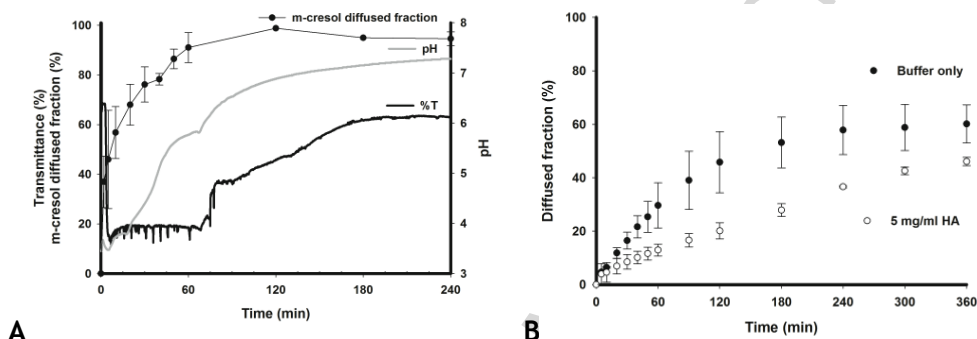 m-cresol diffused fraction
pH
%T
Transmittance (%)
m-cresol diffused fraction (%)
100
80
60
40
20
0
8
7
6
5
4
3
pH
0 60 120 180 240
Time (min)
A
Buffer only
5 mg/ml HA
Diffused fraction (%)
100
80
60
40
20
0
0 60 120 180 240 300 360
Time (min)
B